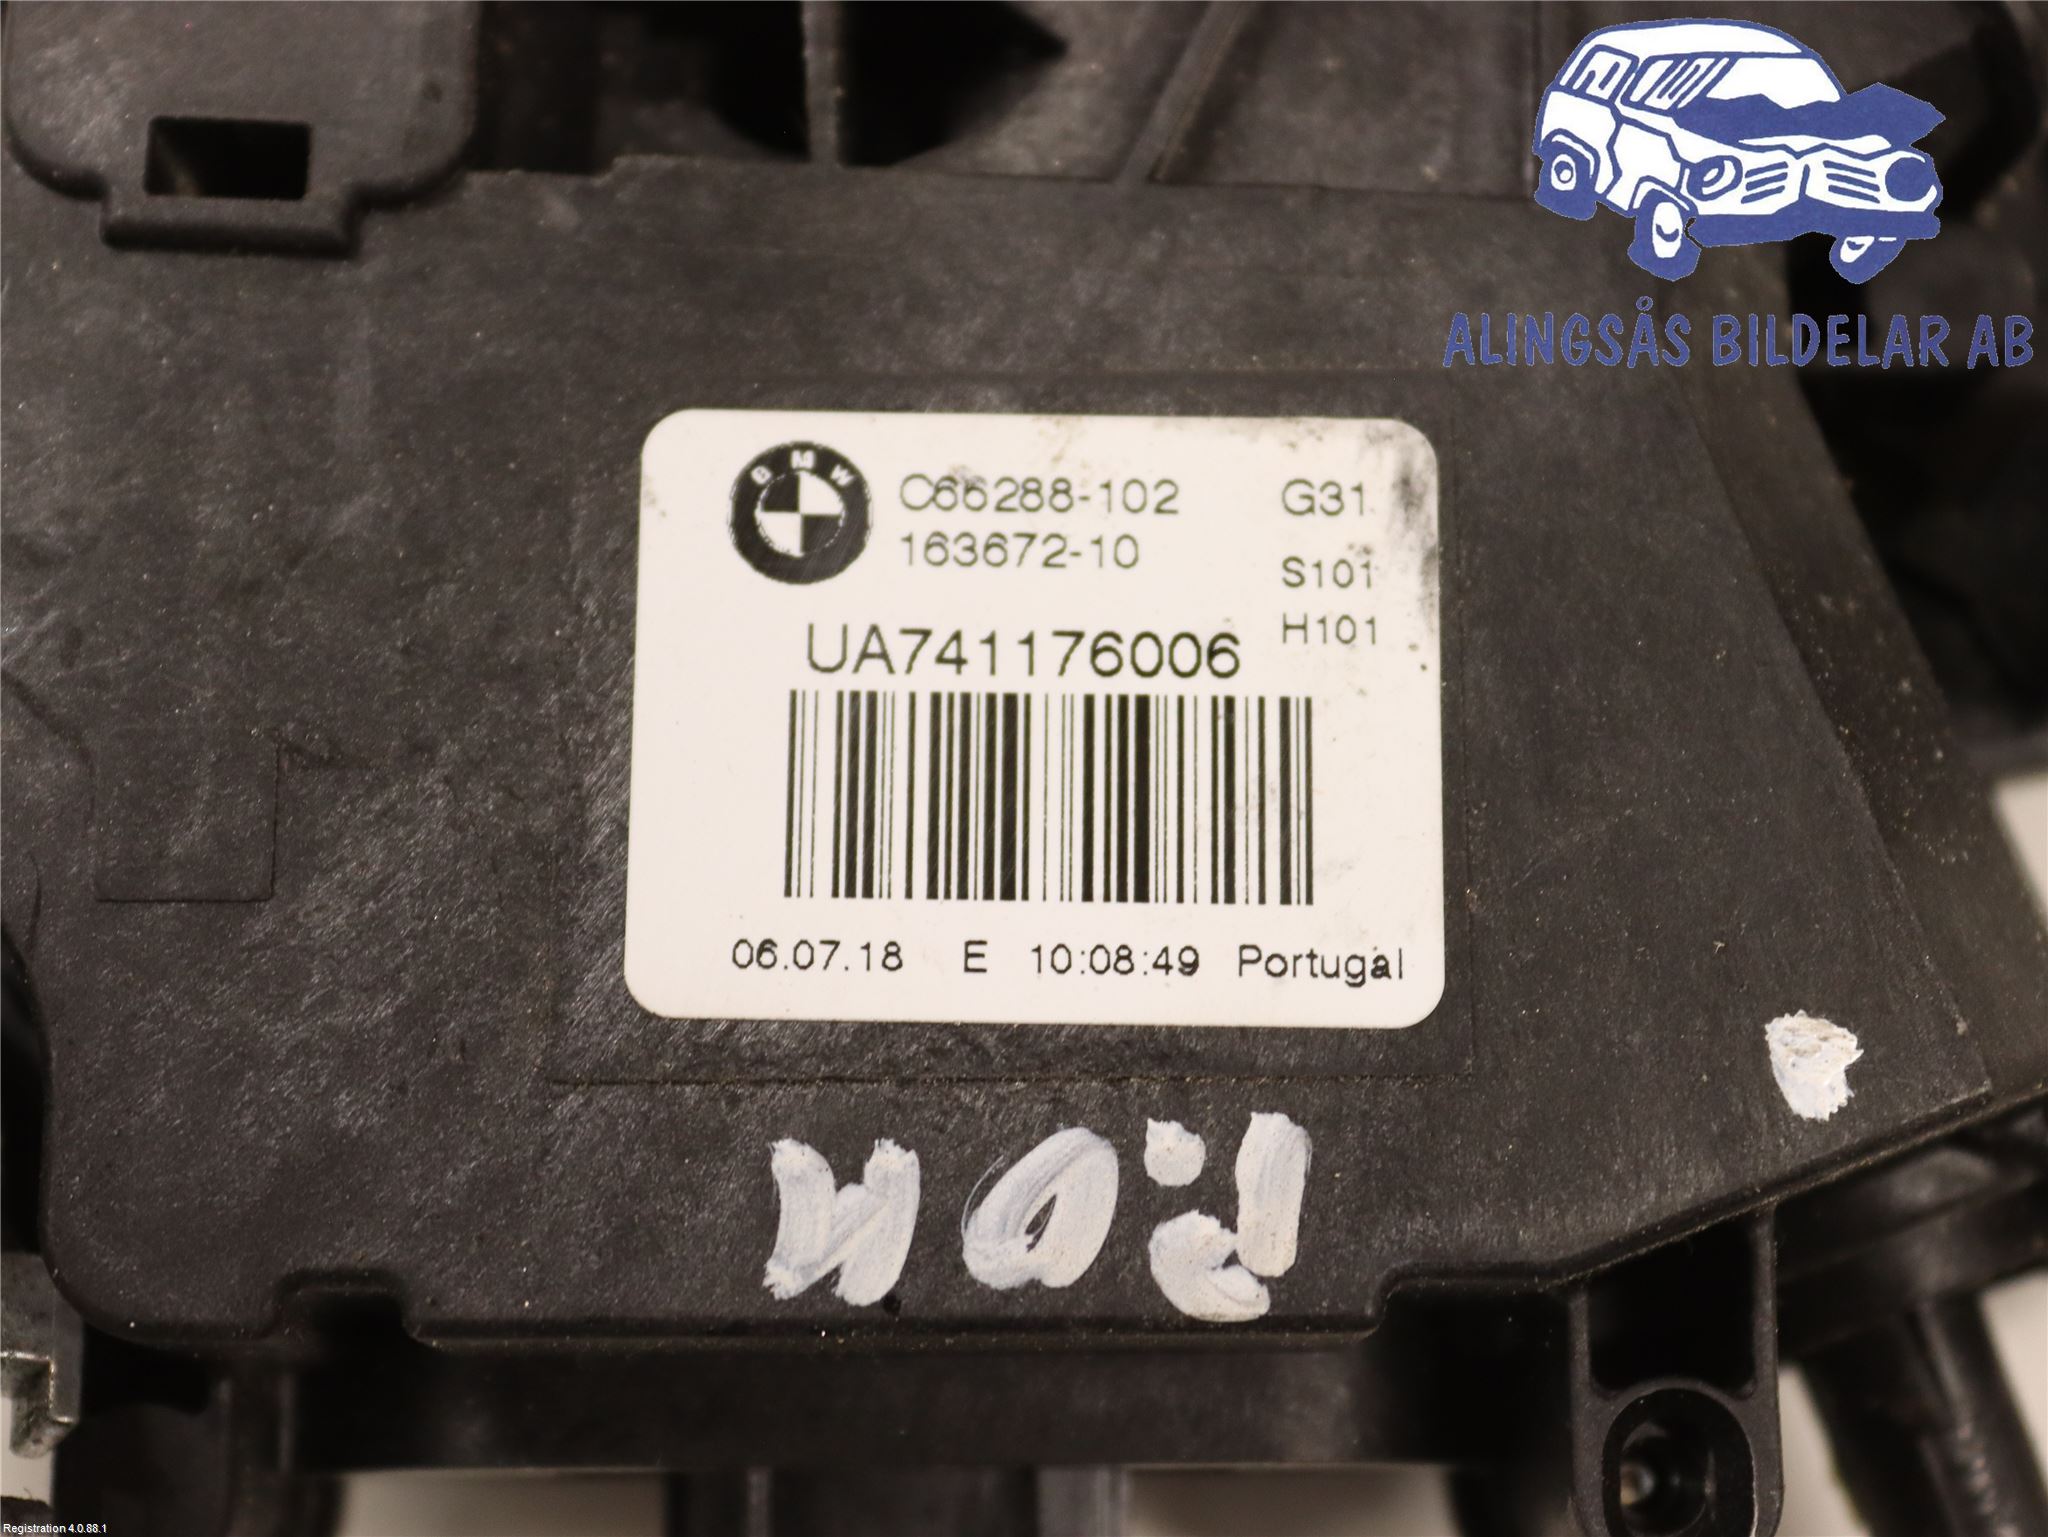 ALINGSÅS BILDELAR AB
BMW
C66288-102 G31
163672-10
S101
H101
UA741176006
06.07.18 E 10:08:49 Portugal
Registration 4.0.88.1